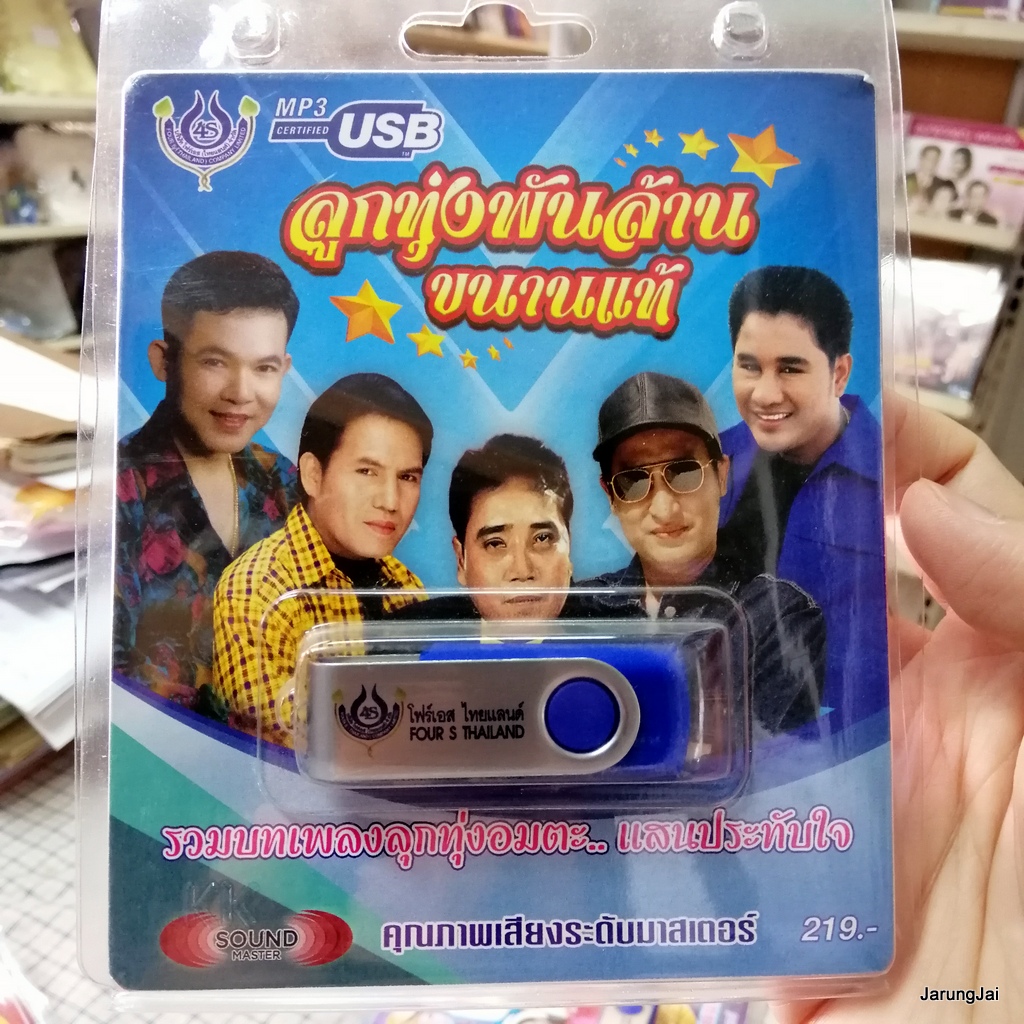 MP3
CERTIFIED
USB
4S
ลูกทุ่งพันล้าน
ขนานแท้
4S
โฟร์เอส ไทยแลนด์
FOUR S THAILAND
รวมบทเพลงลูกทุ่งอมตะ.. แสนประทับใจ
SOUND
MASTER
คุณภาพเสียงระดับมาสเตอร์
219.-
JarungJai